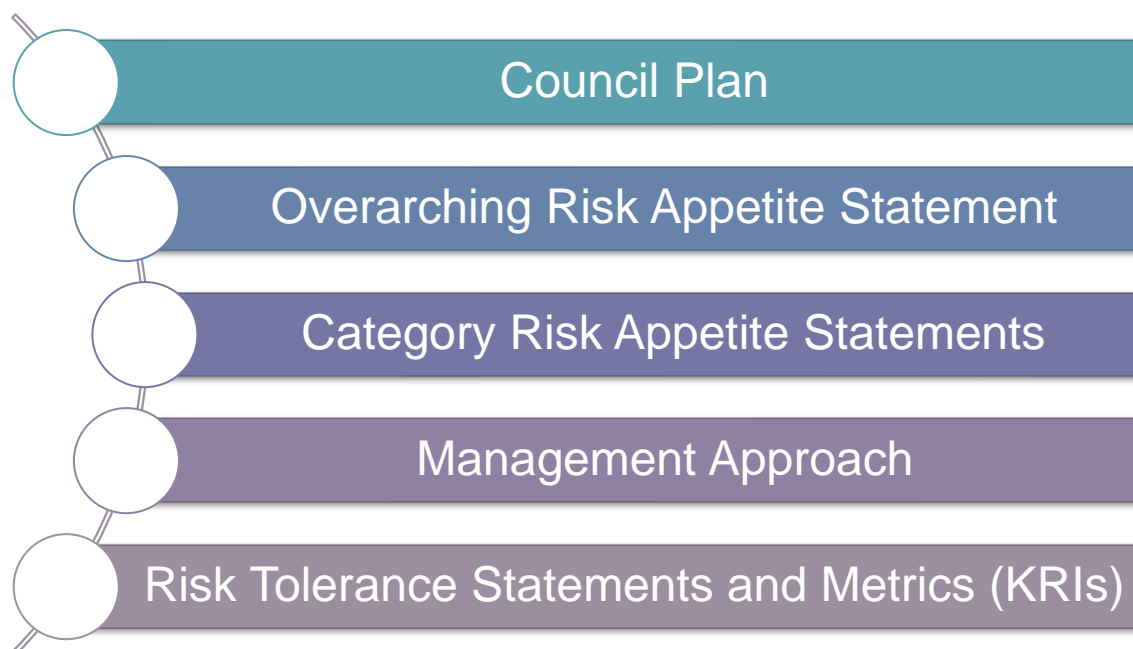 Council Plan
Overarching Risk Appetite Statement
Category Risk Appetite Statements
Management Approach
Risk Tolerance Statements and Metrics (KRIs)